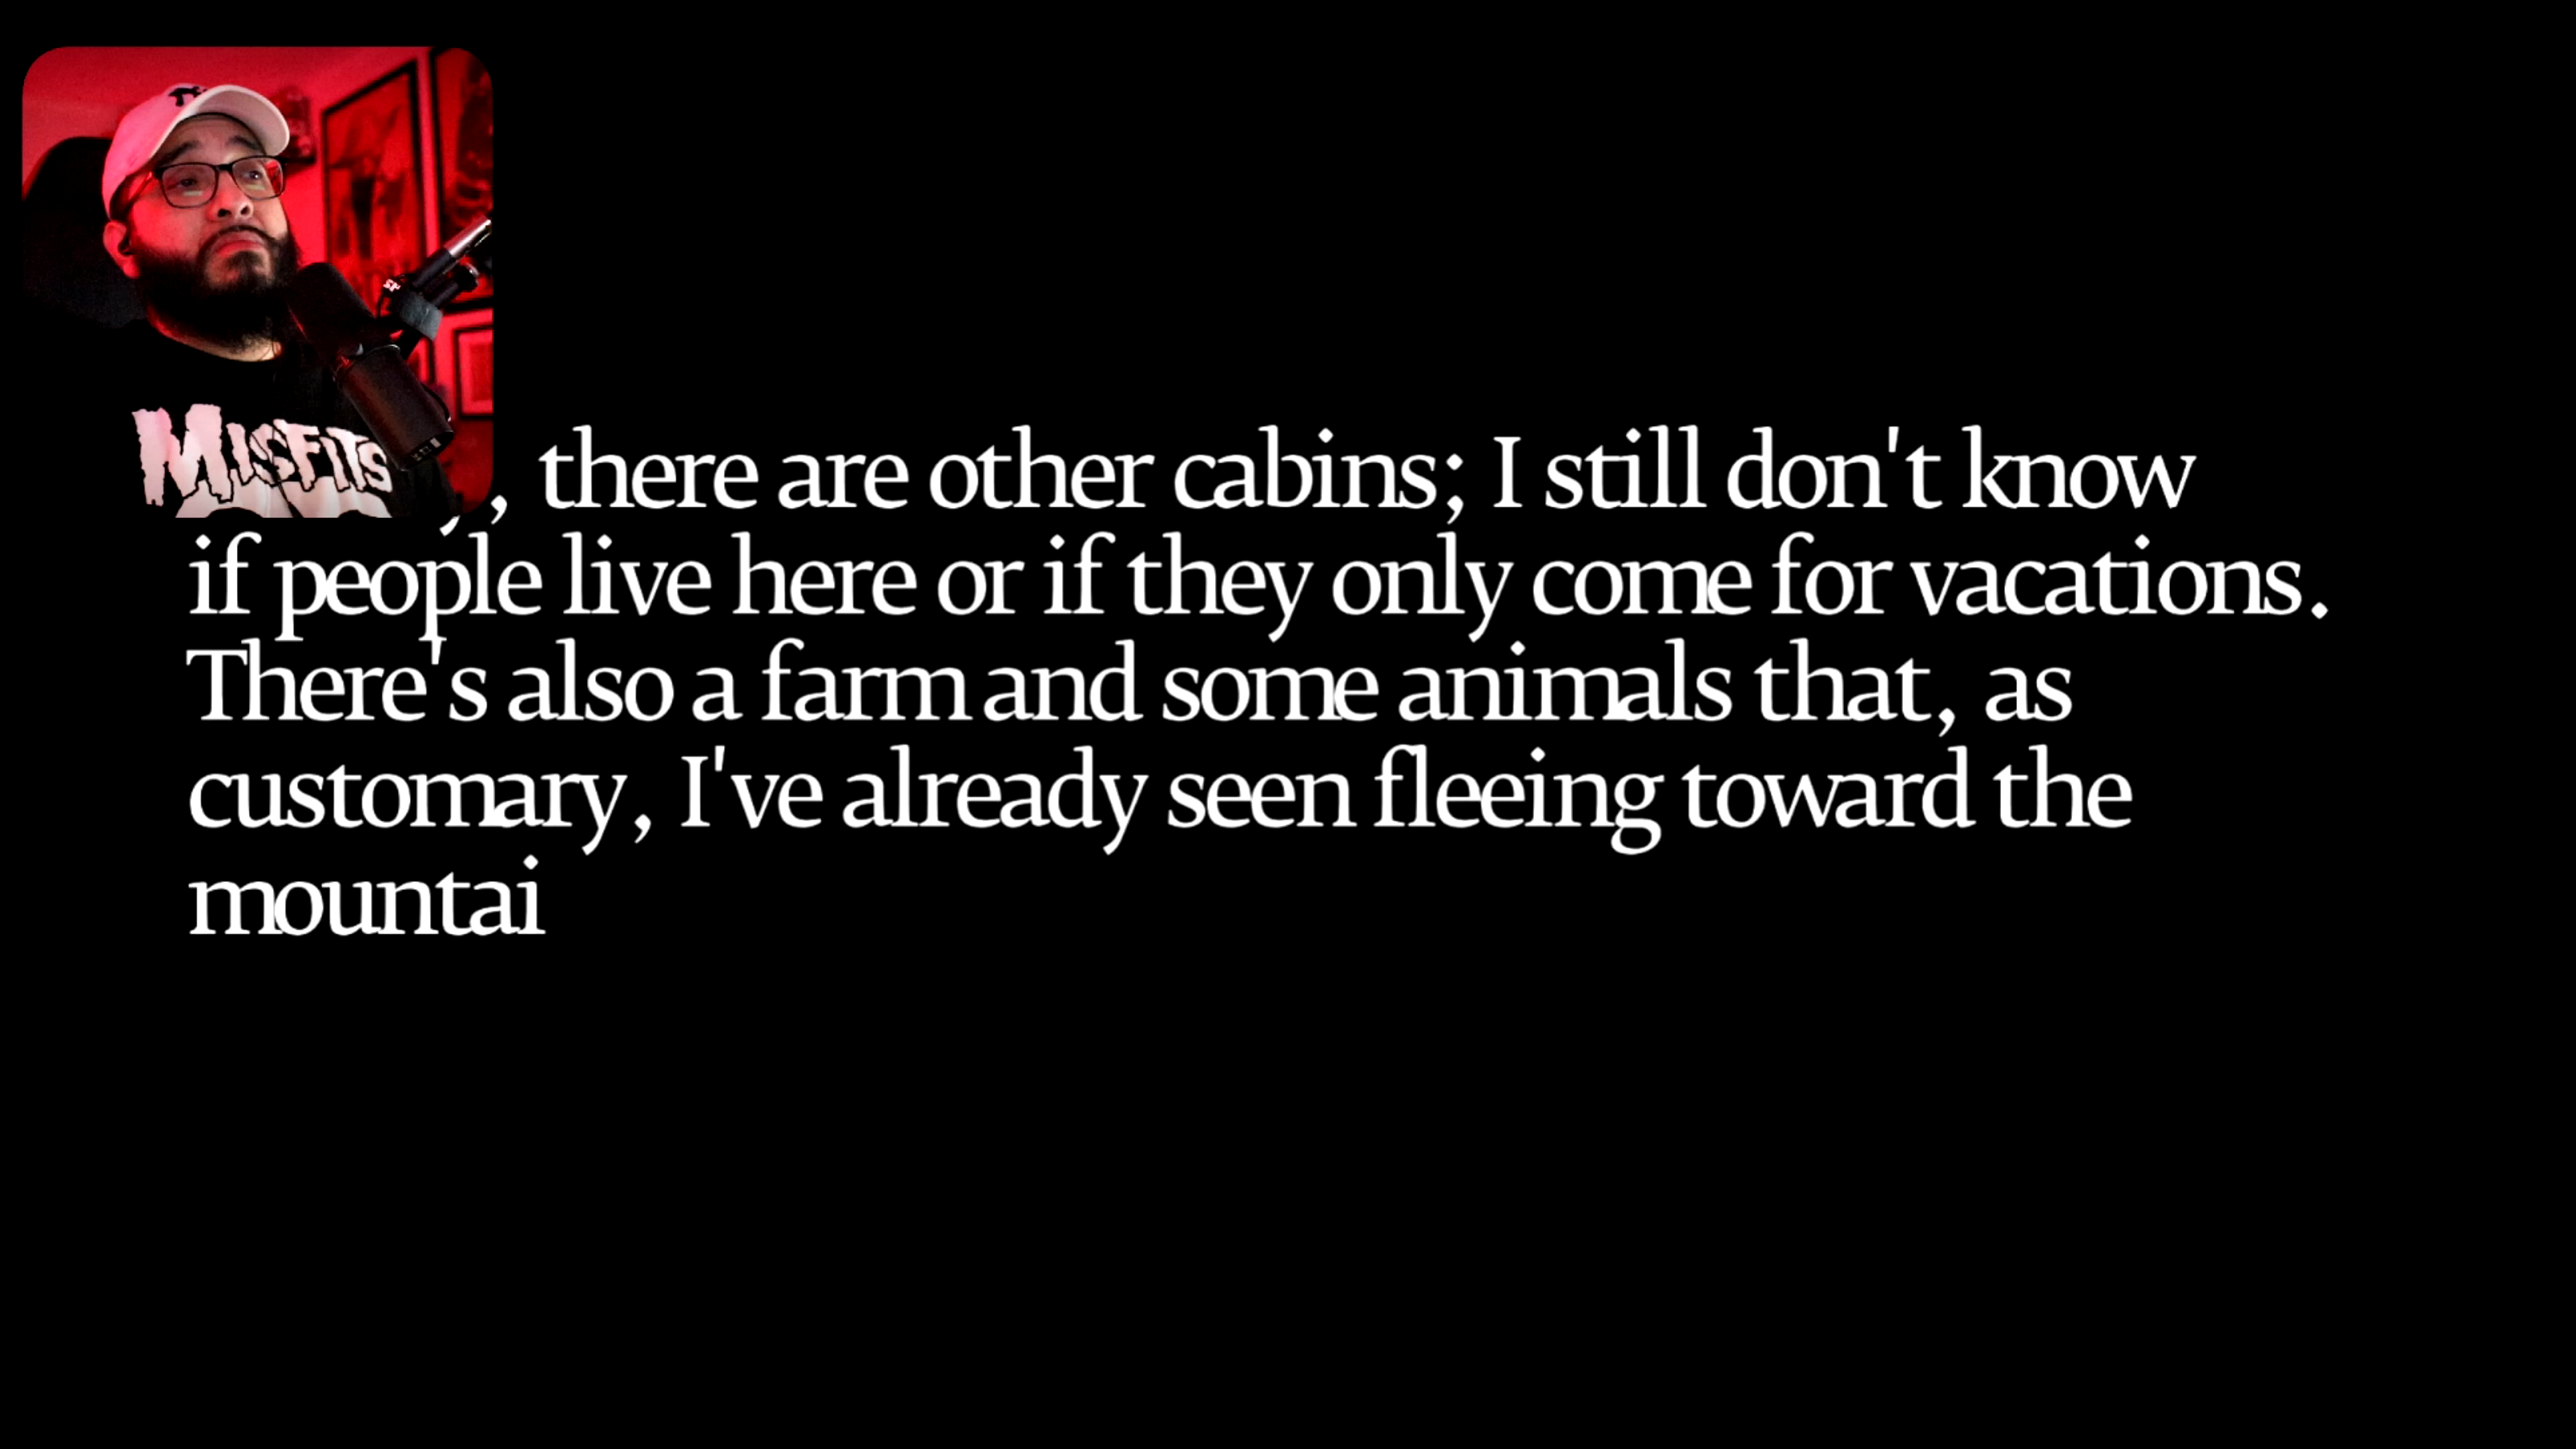 MISFITS
, there are other cabins; I still don't know
if people live here or if they only come for vacations.
There's also a farm and some animals that, as
customary, I've already seen fleeing toward the
mountai